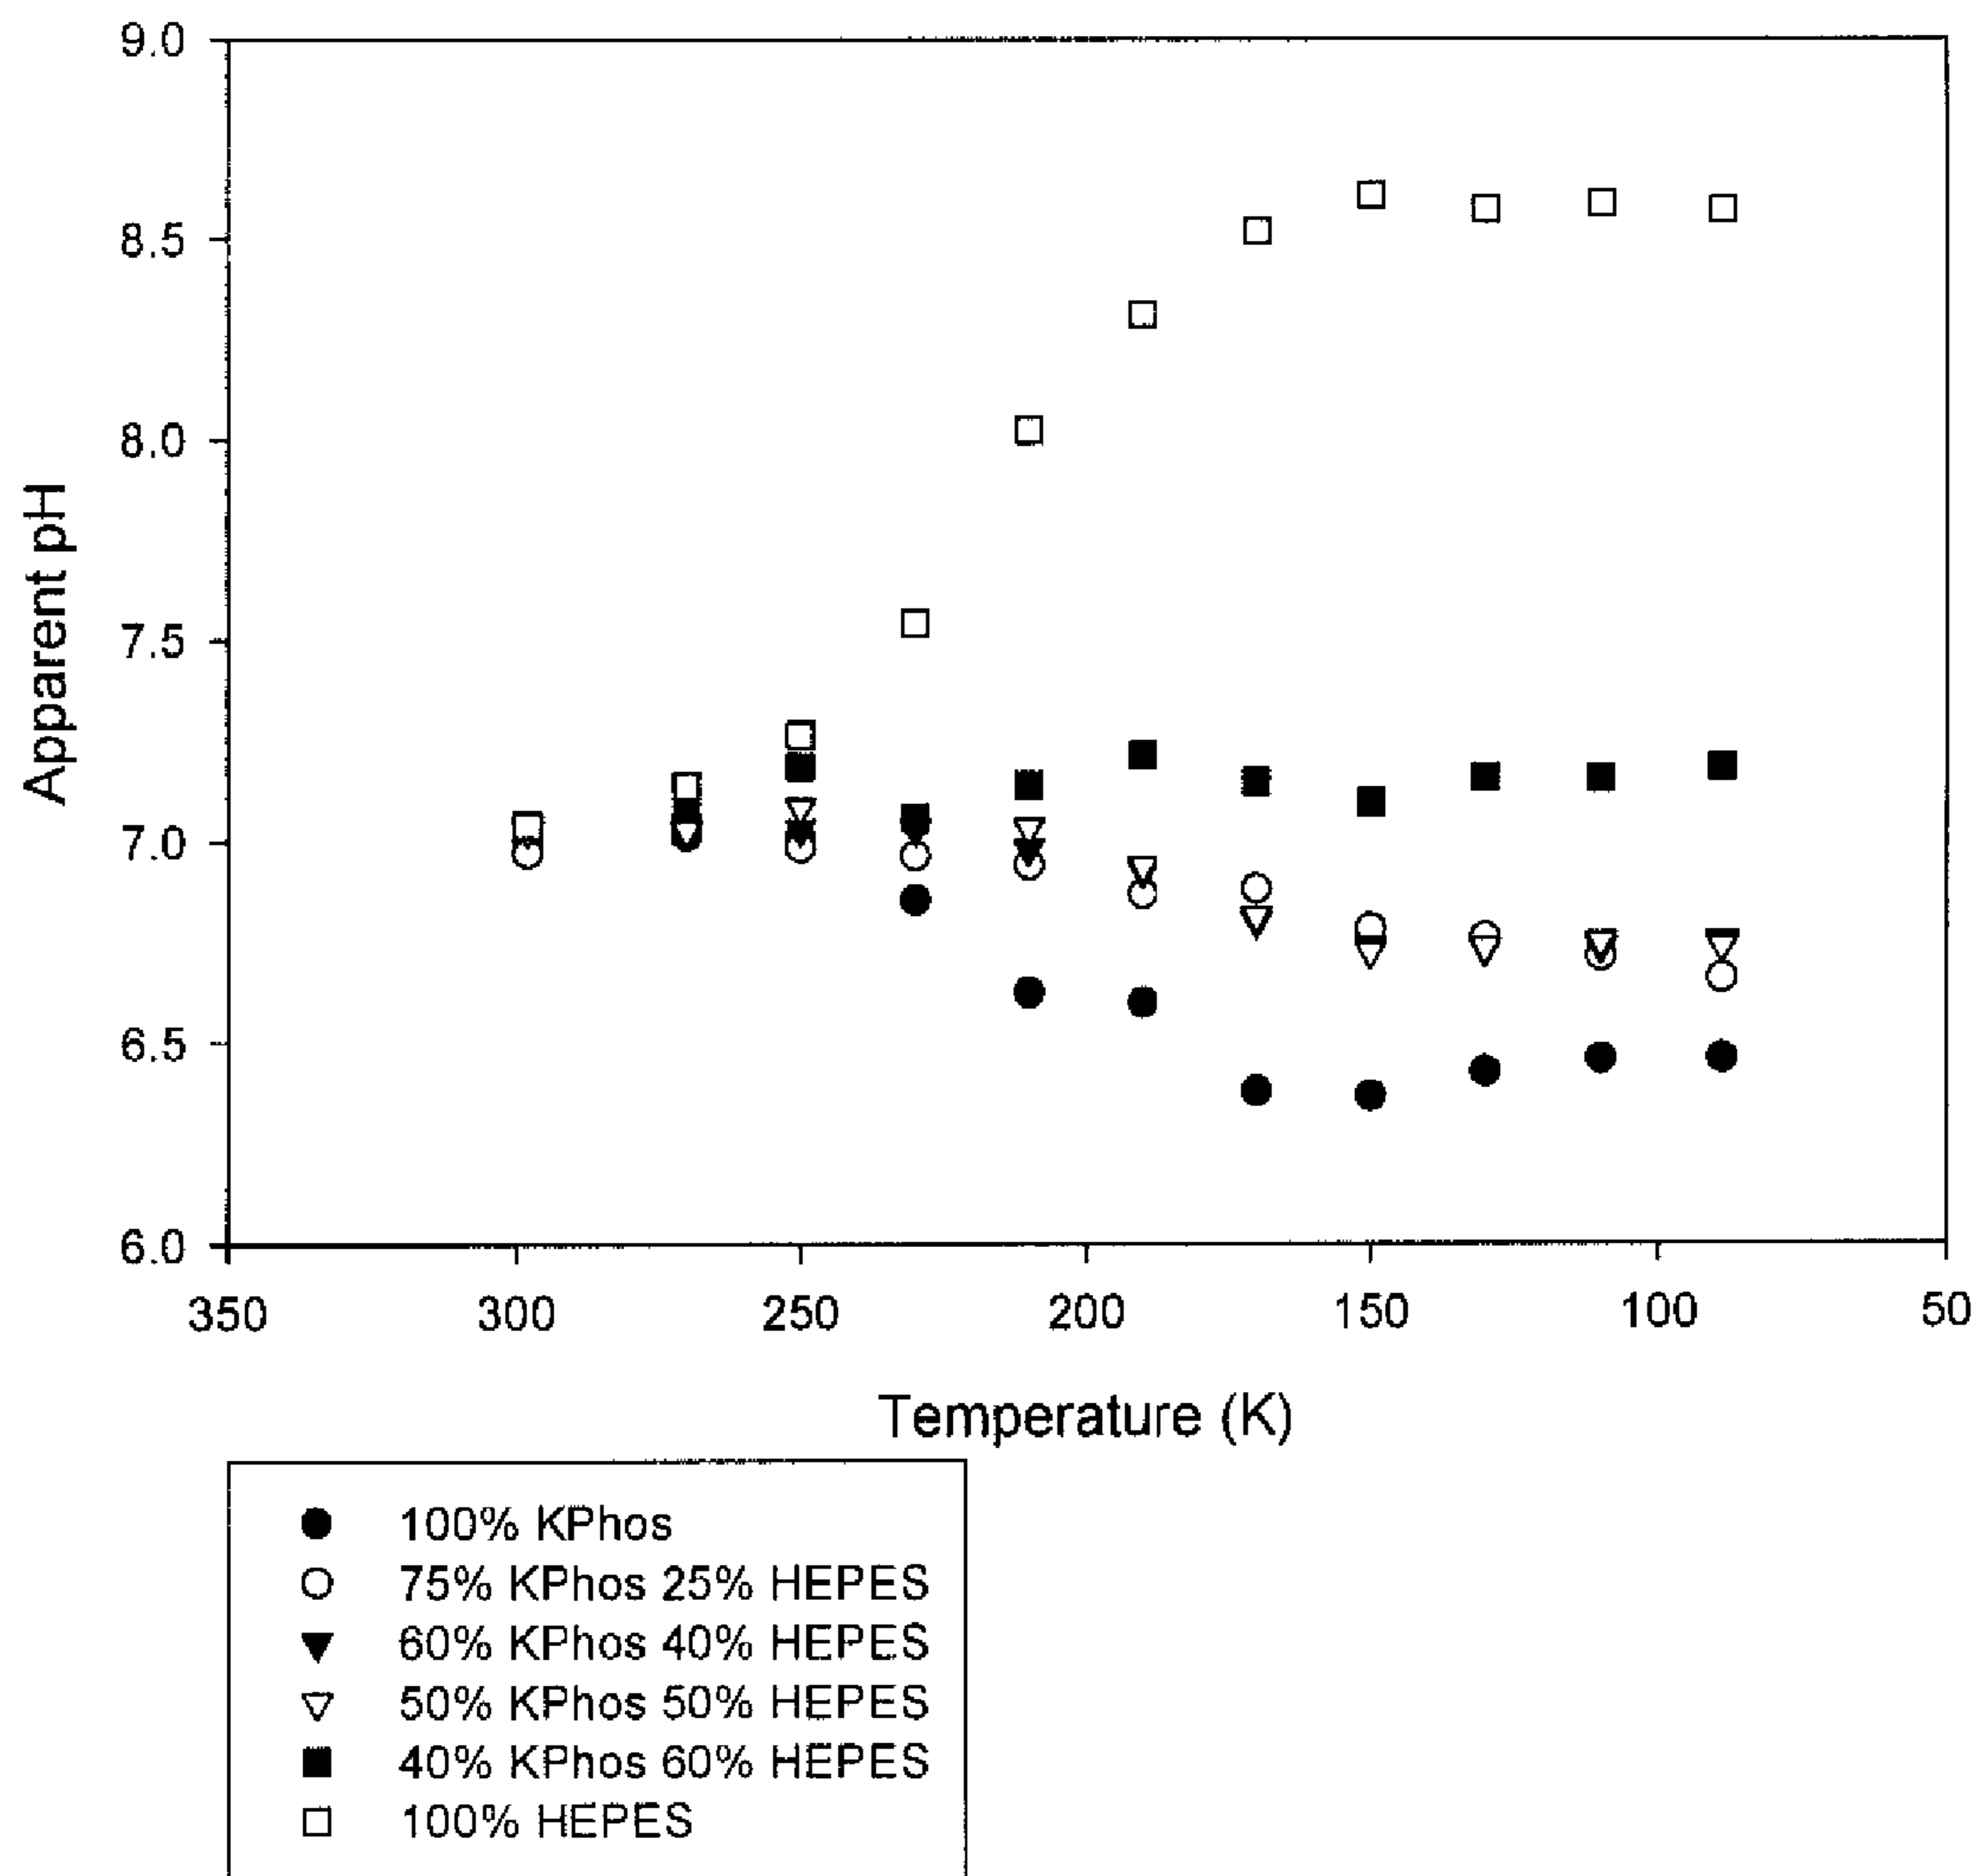 9.0
8.5
8.0
7.5
7.0
6.5
6.0
Apparent pH
350 300 250 200 150 100 50
Temperature (K)
100% KPhos
75% KPhos 25% HEPES
60% KPhos 40% HEPES
50% KPhos 50% HEPES
40% KPhos 60% HEPES
100% HEPES